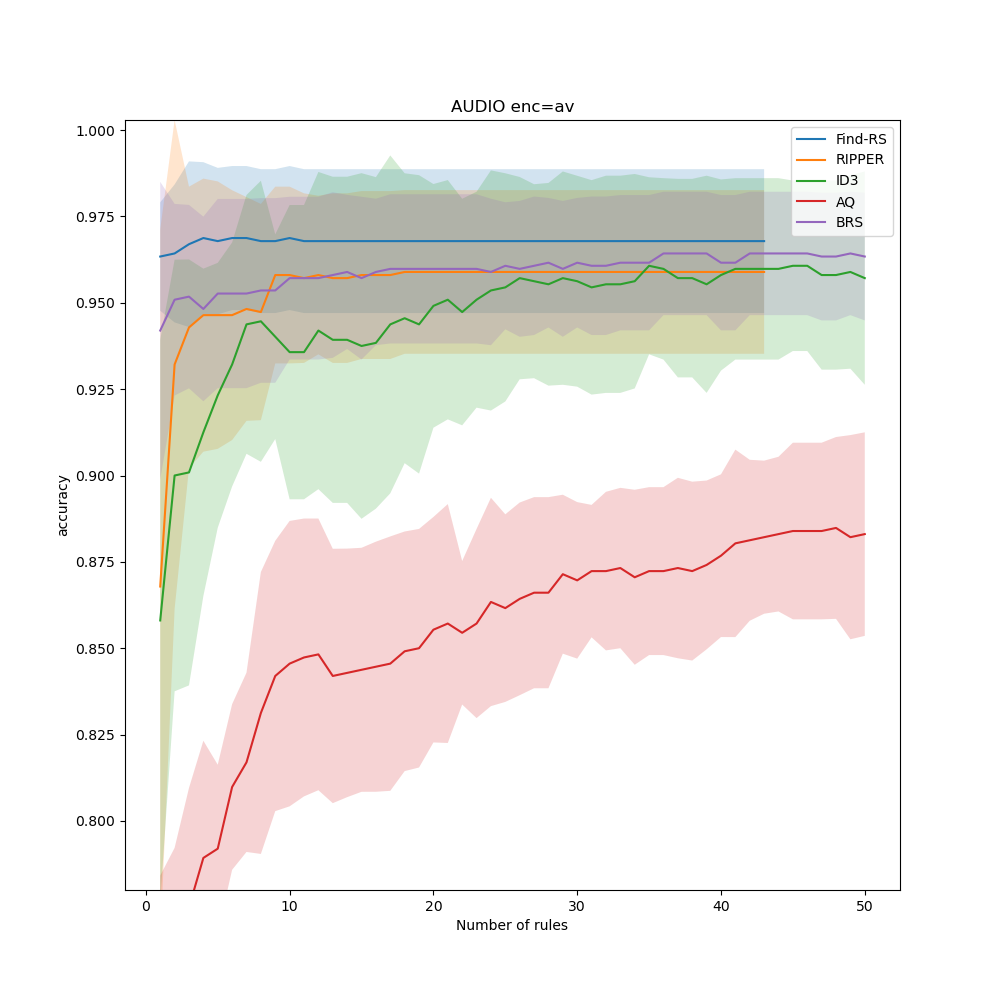 AUDIO enc=av
1.000
0.975
0.950
0.925
0.900
0.875
0.850
0.825
0.800
accuracy
0 10 20 30 40 50
Number of rules
Find-RS
RIPPER
ID3
AQ
BRS